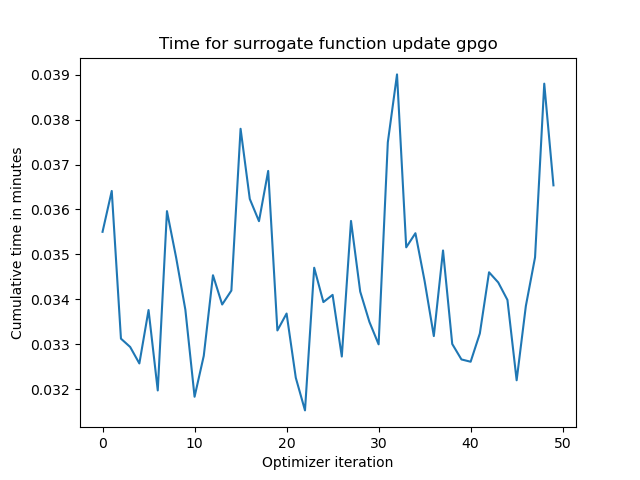 Time for surrogate function update gpgo
0.039
0.038
0.037
0.036
0.035
0.034
0.033
0.032
Cumulative time in minutes
0 10 20 30 40 50
Optimizer iteration